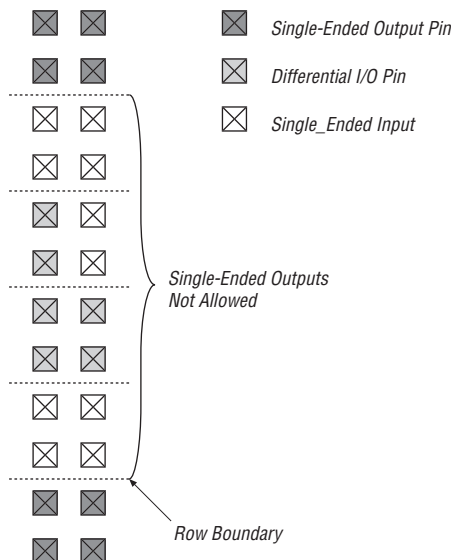 Single-Ended Output Pin
Differential I/O Pin
Single_Ended Input
Single-Ended Outputs
Not Allowed
Row Boundary